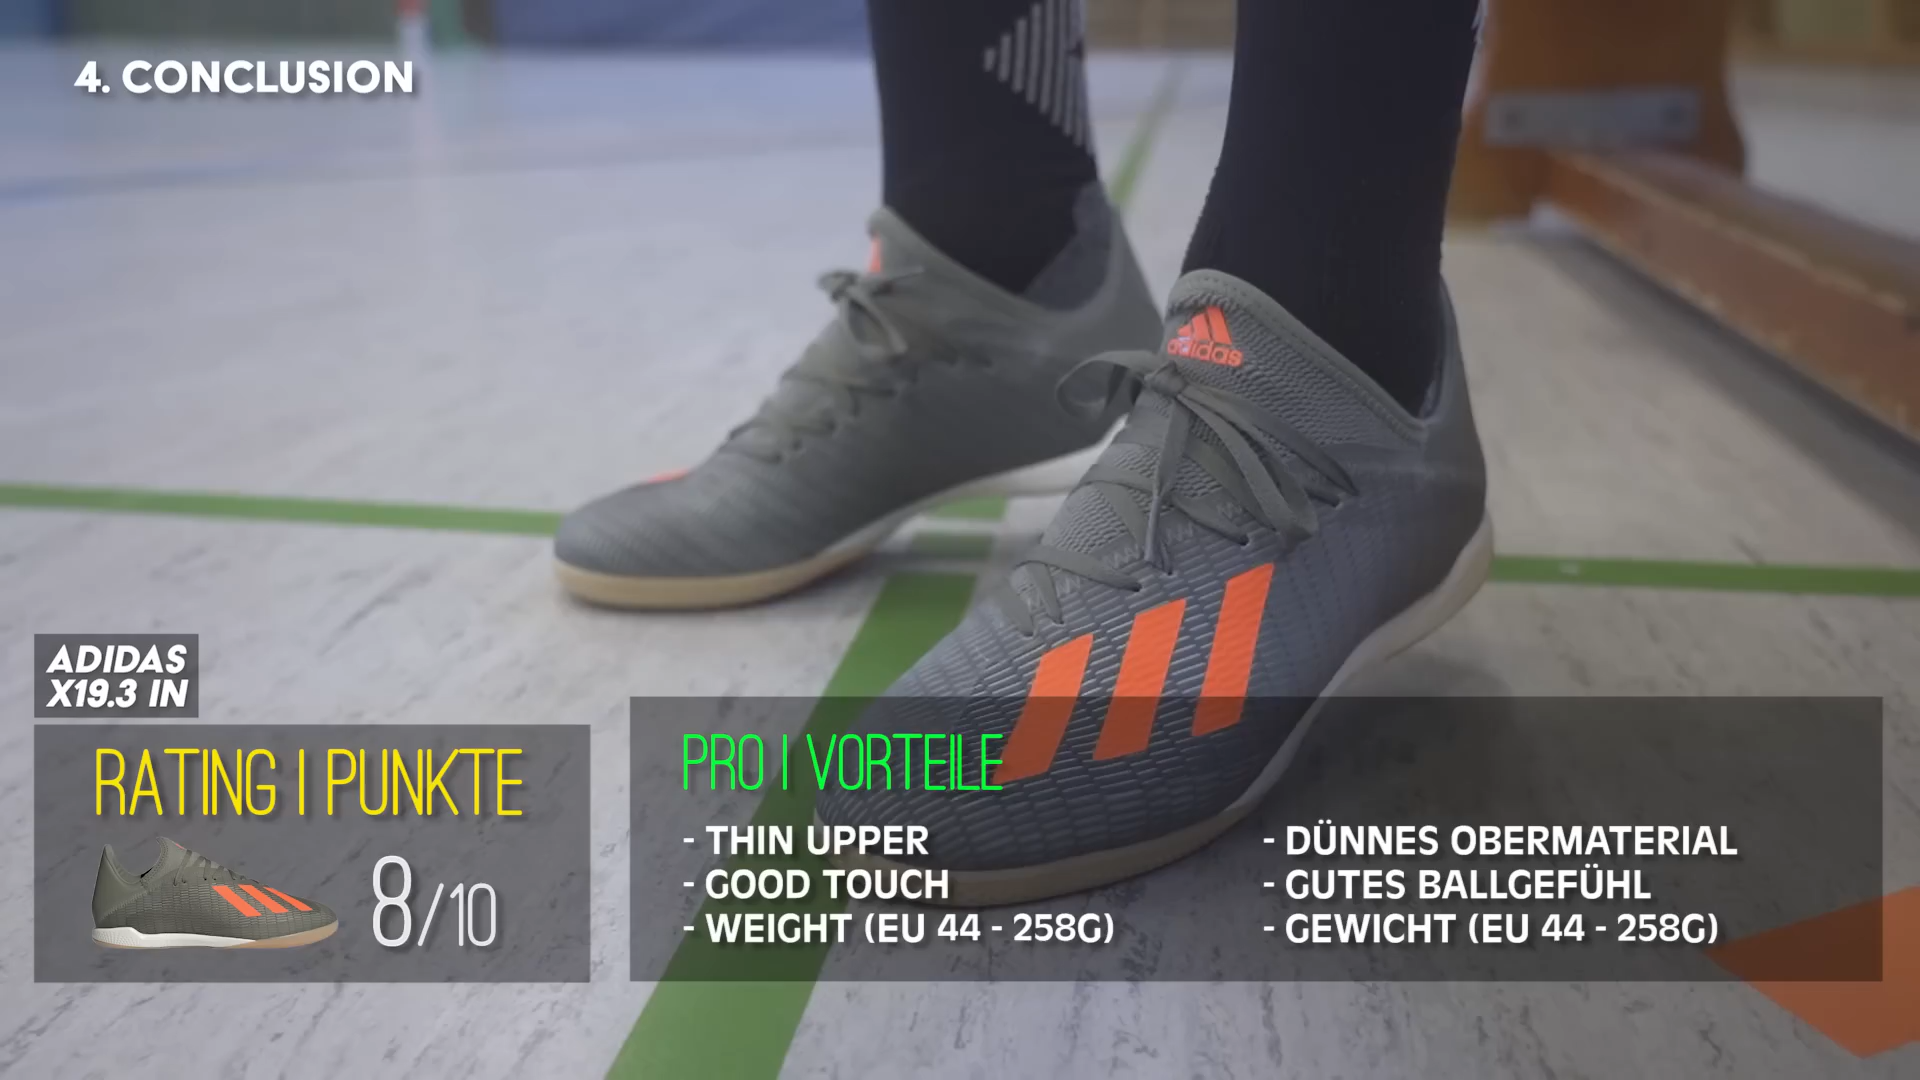 4. CONCLUSION
adidas
ADIDAS
X19.3 IN
RATING | PUNKTE
8/10
PRO | VORTEILE
- THIN UPPER
- GOOD TOUCH
- WEIGHT (EU 44 - 258G)
- DÜNNES OBERMATERIAL
- GUTES BALLGEFÜHL
- GEWICHT (EU 44 - 258G)